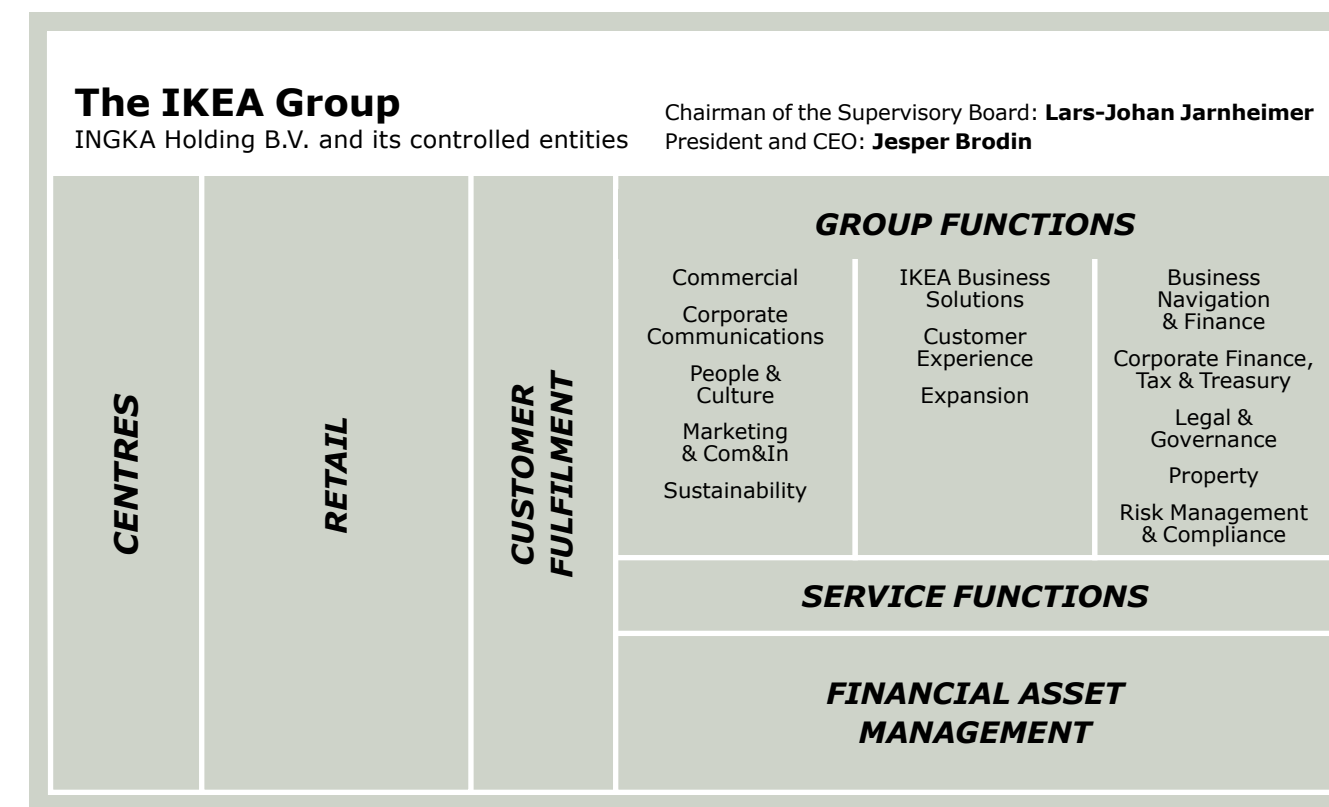 The IKEA Group
INGKA Holding B.V. and its controlled entities
Chairman of the Supervisory Board: Lars-Johan Jarnheimer
President and CEO: Jesper Brodin
CENTRES
RETAIL
CUSTOMER
FULFILMENT
GROUP FUNCTIONS
Commercial
Corporate
Communications
People &
Culture
Marketing
& Com&In
Sustainability
IKEA Business
Solutions
Customer
Experience
Expansion
Business
Navigation
& Finance
Corporate Finance,
Tax & Treasury
Legal &
Governance
Property
Risk Management
& Compliance
SERVICE FUNCTIONS
FINANCIAL ASSET
MANAGEMENT